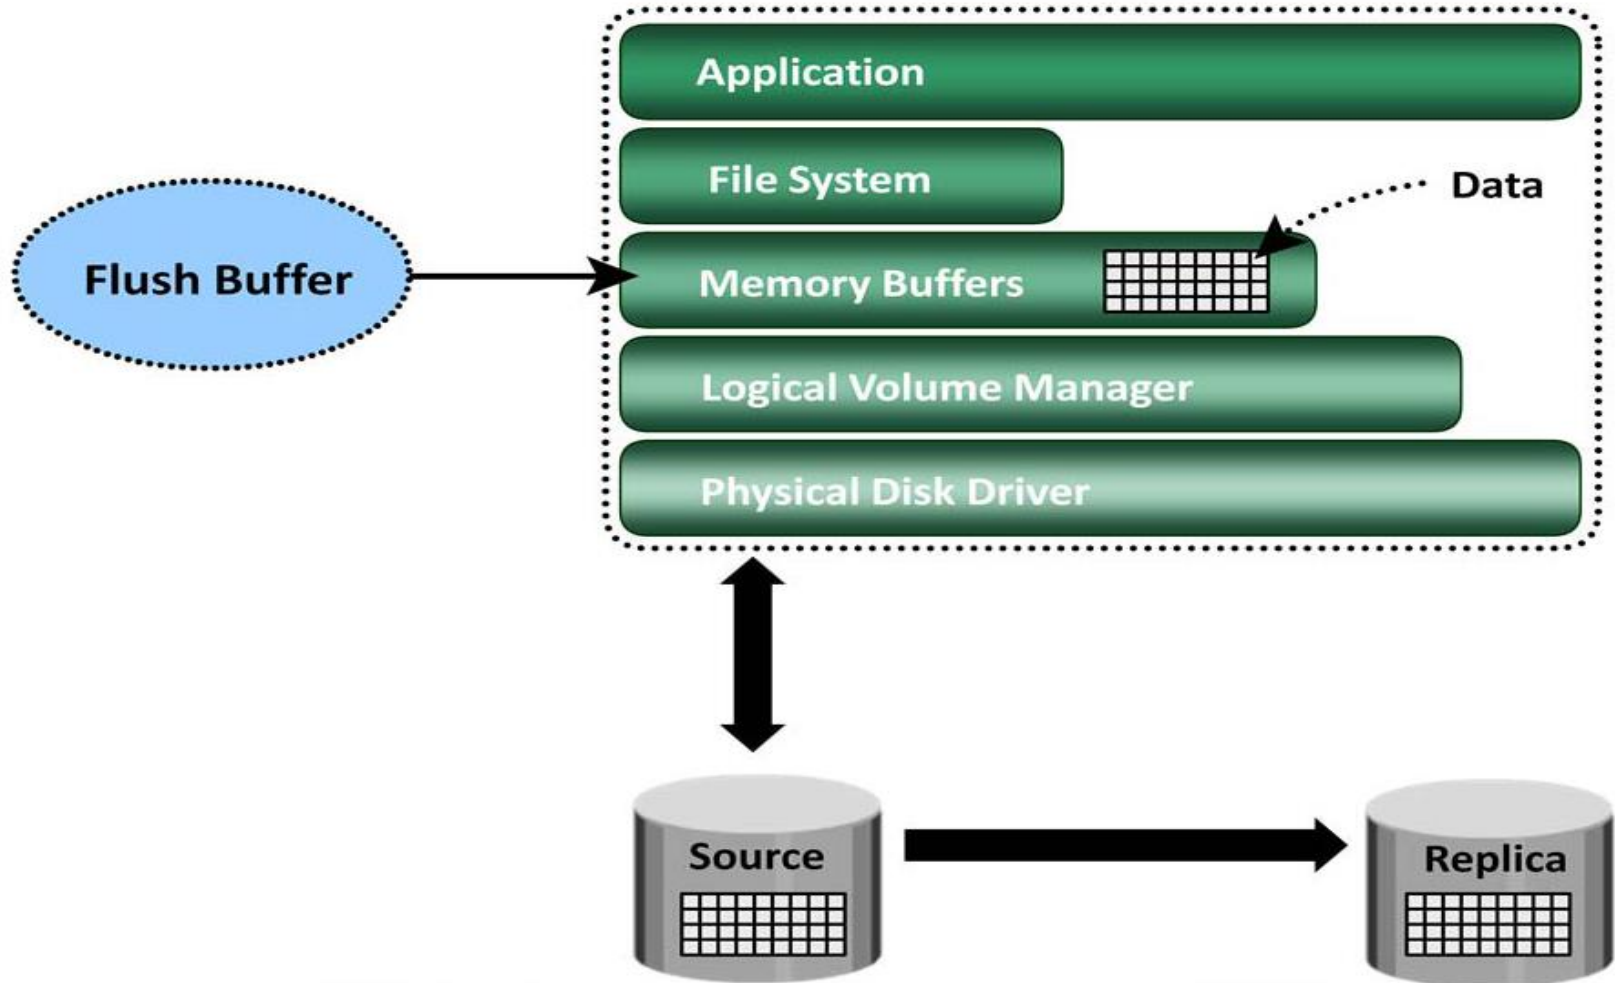 Application
File System
Data
Flush Buffer
Memory Buffers
Logical Volume Manager
Physical Disk Driver
Source
Replica